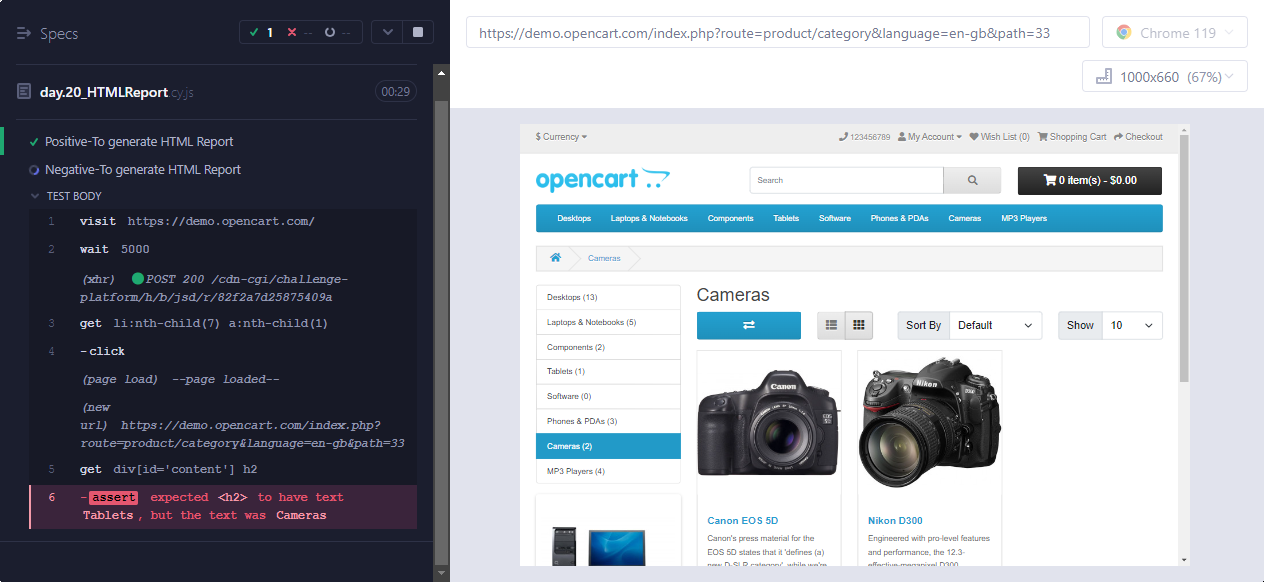 Specs
1
--
--
day.20_HTMLReport.cy.js
00:29
Positive-To generate HTML Report
Negative-To generate HTML Report
TEST BODY
1 visit https://demo.opencart.com/
2 wait 5000
(xhr) POST 200 /cdn-cgi/challenge-
platform/h/b/jsd/r/82f2a7d25875409a
3 get li:nth-child(7) a:nth-child(1)
4 -click
(page load) --page loaded--
(new
url) https://demo.opencart.com/index.php?
route=product/category&language=en-gb&path=33
5 get div[id='content'] h2
6 -assert expected <h2> to have text
Tablets, but the text was Cameras
https://demo.opencart.com/index.php?route=product/category&language=en-gb&path=33
Chrome 119
1000x660 (67%)
$ Currency
123456789
My Account
Wish List (0)
Shopping Cart
Checkout
opencart
Search
0 item(s) - $0.00
Desktops Laptops & Notebooks Components Tablets Software Phones & PDAs Cameras MP3 Players
Cameras
Desktops (13)
Laptops & Notebooks (5)
Components (2)
Tablets (1)
Software (0)
Phones & PDAs (3)
Cameras (2)
MP3 Players (4)
Cameras
Sort By Default
Show 10
Canon
Nikon
Canon EOS 5D
Canon's press material for the
EOS 5D states that it 'defines (a)
new D-SLR category', while we're
Nikon D300
Engineered with pro-level features
and performance, the 12.3-
effective-megapixel D300